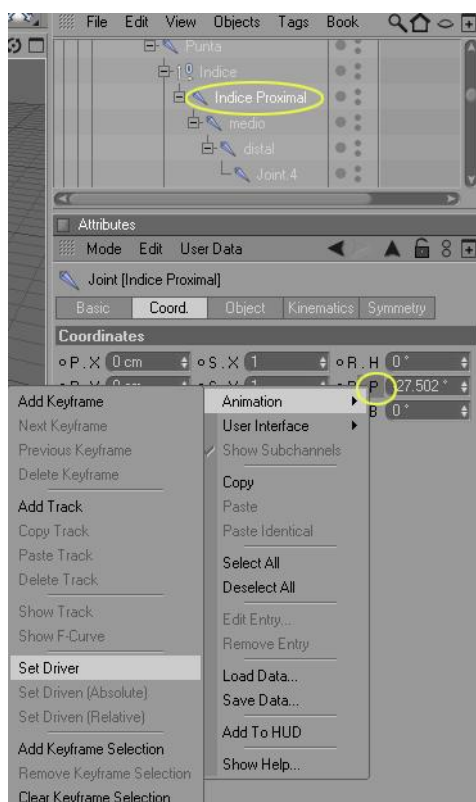 File Edit View Objects Tags Book
Punta
Indice
Indice Proximal
medio
distal
Joint.4
Attributes
Mode Edit User Data
Joint [Indice Proximal]
Basic Coord. Object Kinematics Symmetry
Coordinates
P . X 0 cm S . X 1 R . H 0 °
P 27.502 °
B 0 °
Add Keyframe
Next Keyframe
Previous Keyframe
Delete Keyframe
Add Track
Copy Track
Paste Track
Delete Track
Show Track
Show F-Curve
Set Driver
Set Driven (Absolute)
Set Driven (Relative)
Add Keyframe Selection
Remove Keyframe Selection
Clear Keyframe Selection
Animation
User Interface
Show Subchannels
Copy
Paste
Paste Identical
Select All
Deselect All
Edit Entry...
Remove Entry
Load Data...
Save Data...
Add To HUD
Show Help...